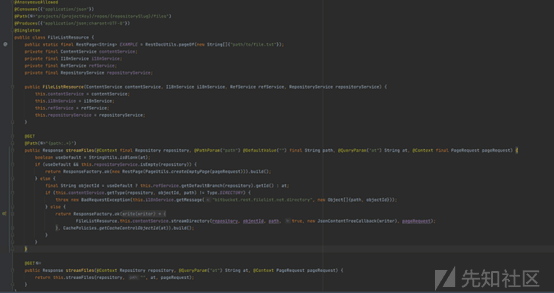 @AnonymousAllowed
@Consumes({"application/json"})
@Path("projects/{projectKey}/repos/{repositorySlug}/files")
@Produces({"application/json;charset=UTF-8"})
@Singleton
public class FileListResource {
public static final RestPage<String> EXAMPLE = RestDocUtils.pageOf(new String[]{"path/to/file.txt"});
private final ContentService contentService;
private final I18nService i18nService;
private final RefService refService;
private final RepositoryService repositoryService;
public FileListResource(ContentService contentService, I18nService i18nService, RefService refService, RepositoryService repositoryService) {
this.contentService = contentService;
this.i18nService = i18nService;
this.refService = refService;
this.repositoryService = repositoryService;
}
@GET
@Path("{path:.*}")
public Response streamFiles(@Context final Repository repository, @PathParam("path") @DefaultValue("") final String path, @QueryParam("at") String at, @Context final PageRequest pageRequest) {
boolean useDefault = StringUtils.isBlank(at);
if (useDefault && this.repositoryService.isEmpty(repository)) {
return ResponseFactory.ok(new RestPage(PageUtils.createEmptyPage(pageRequest))).build();
} else {
final String objectId = useDefault ? this.refService.getDefaultBranch(repository).getId() : at;
if (this.contentService.getType(repository, objectId, path) != Type.DIRECTORY) {
throw new BadRequestException(this.i18nService.getMessage( "bitbucket.rest.filelist.not.directory", new Object[]{path, objectId}));
} else {
return ResponseFactory.ok(
FileListResource.this.contentService.streamDirectory(repository, objectId, path, true, new JsonContentTreeCallback(writer), pageRequest);
}, CachePolicies.getCacheControlObjectId(at)).build();
}
}
}
@GET
public Response streamFiles(@Context Repository repository, @QueryParam("at") String at, @Context PageRequest pageRequest) {
return this.streamFiles(repository, "", at, pageRequest);
}
先知社区